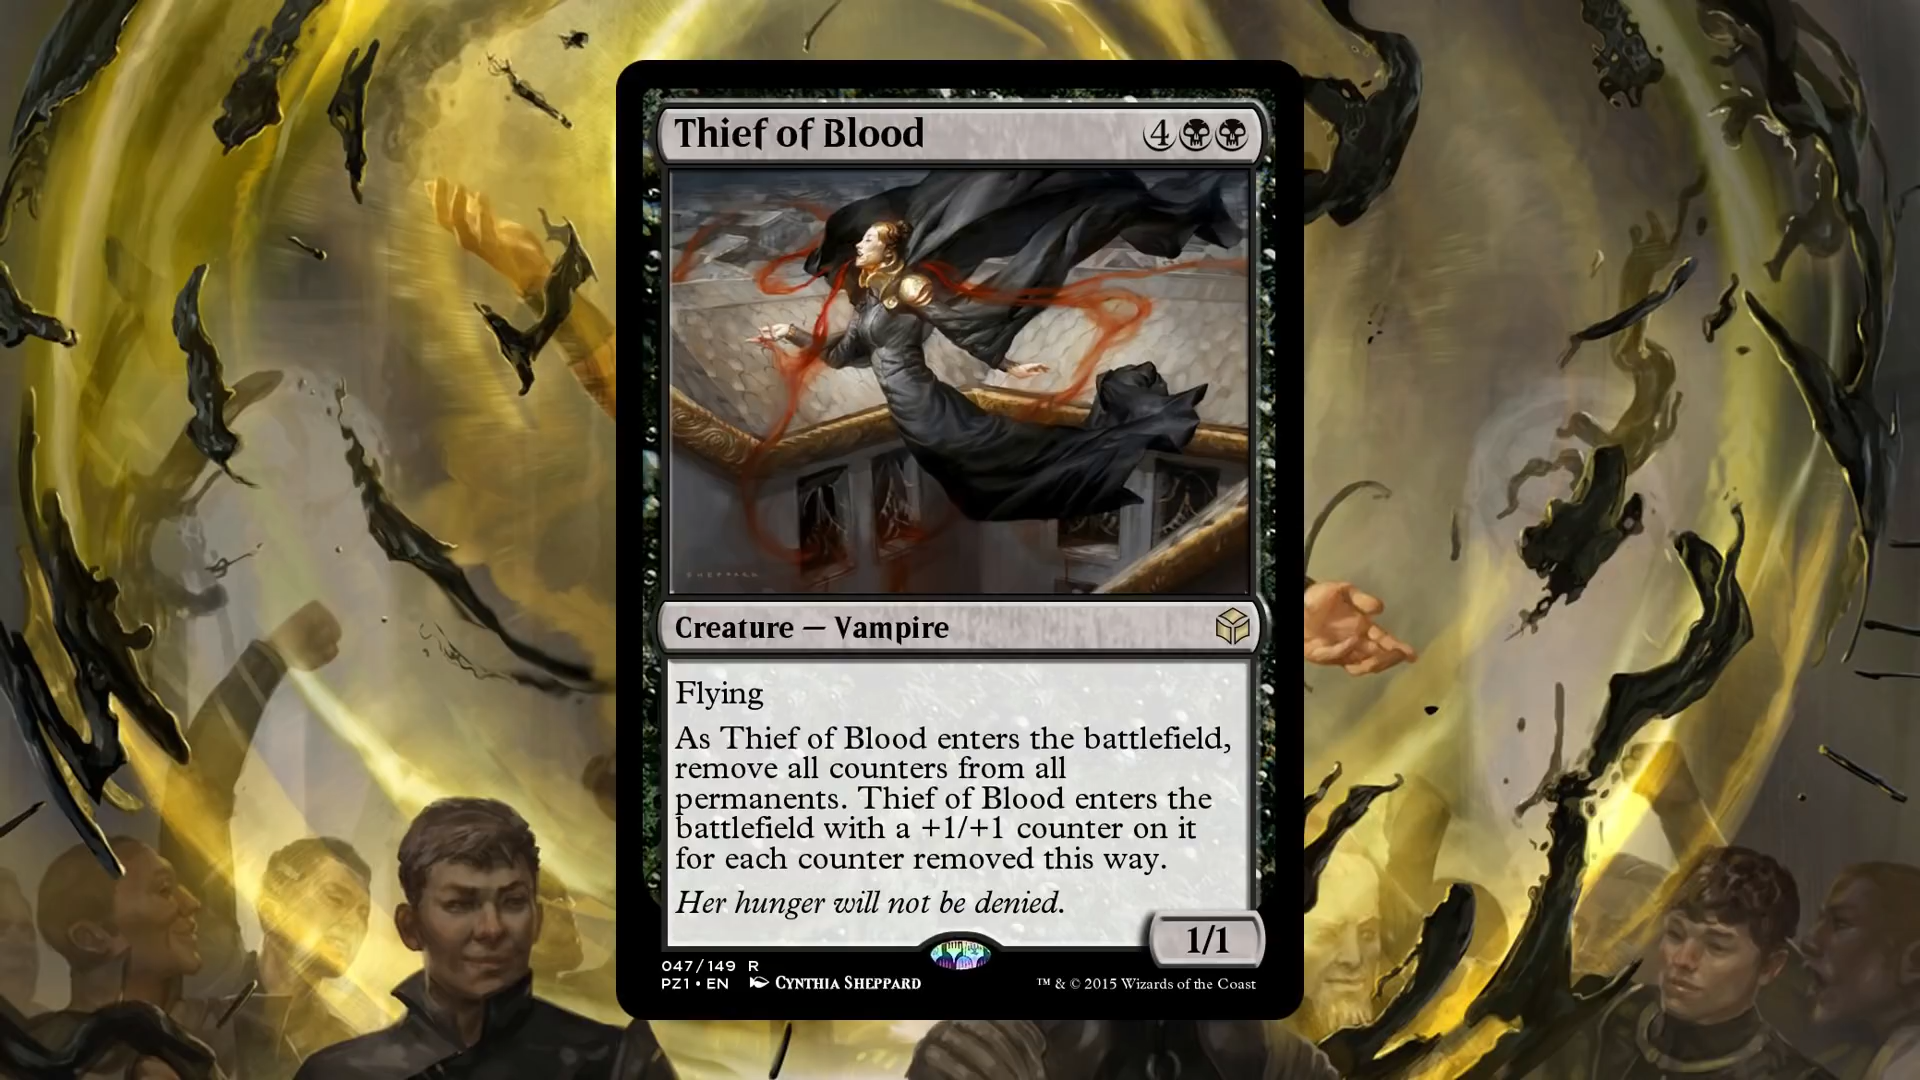 Thief of Blood 4
SHEPPARD
Creature — Vampire
Flying
As Thief of Blood enters the battlefield,
remove all counters from all
permanents. Thief of Blood enters the
battlefield with a +1/+1 counter on it
for each counter removed this way.
Her hunger will not be denied.
1/1
047/149 R
PZ1 • EN Cynthia Sheppard
™ & © 2015 Wizards of the Coast